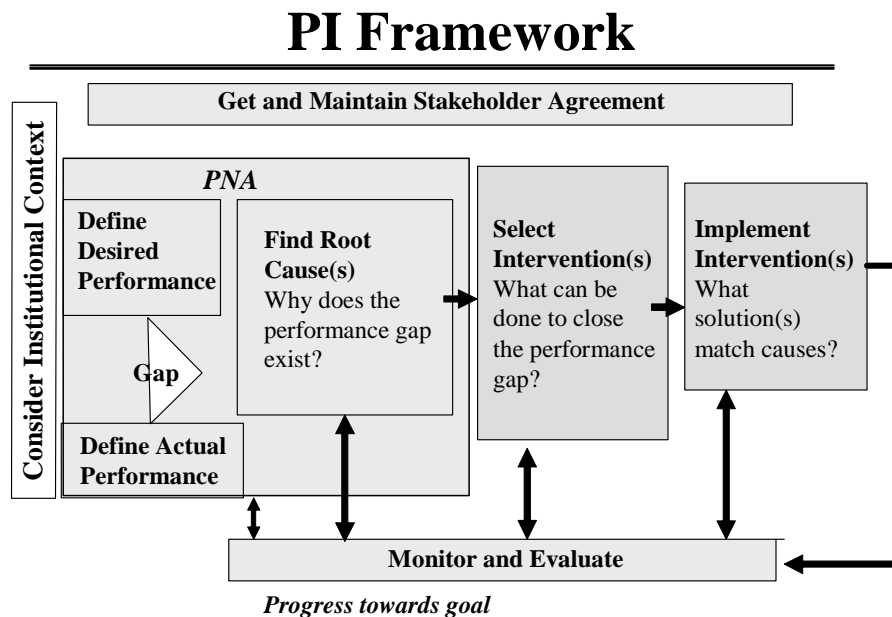 PI Framework
Get and Maintain Stakeholder Agreement
Consider Institutional Context
PNA
Define
Desired
Performance
Gap
Define Actual
Performance
Find Root
Cause(s)
Why does the
performance gap
exist?
Select
Intervention(s)
What can be
done to close
the performance
gap?
Implement
Intervention(s)
What
solution(s)
match causes?
Monitor and Evaluate
Progress towards goal